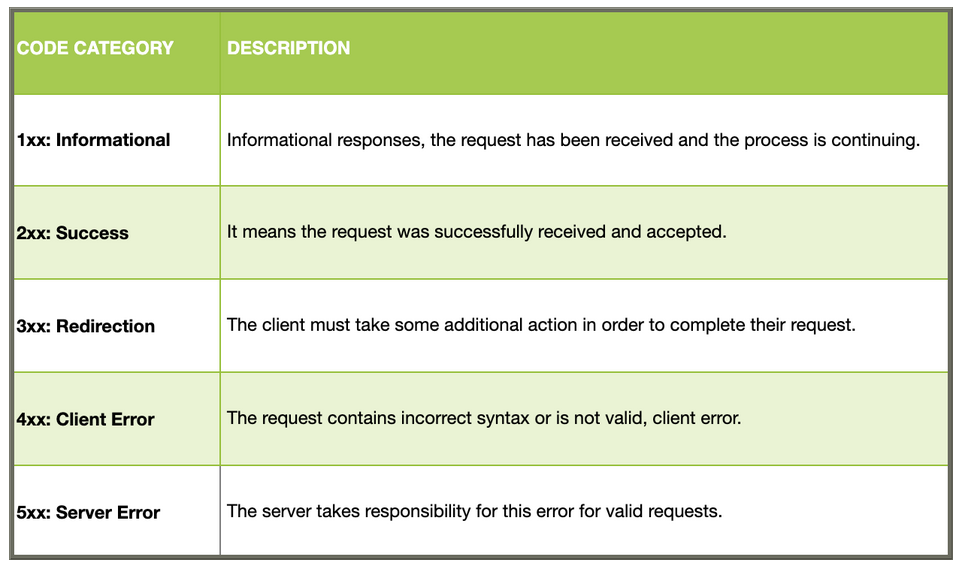 CODE CATEGORY DESCRIPTION
1xx: Informational Informational responses, the request has been received and the process is continuing.
2xx: Success It means the request was successfully received and accepted.
3xx: Redirection The client must take some additional action in order to complete their request.
4xx: Client Error The request contains incorrect syntax or is not valid, client error.
5xx: Server Error The server takes responsibility for this error for valid requests.